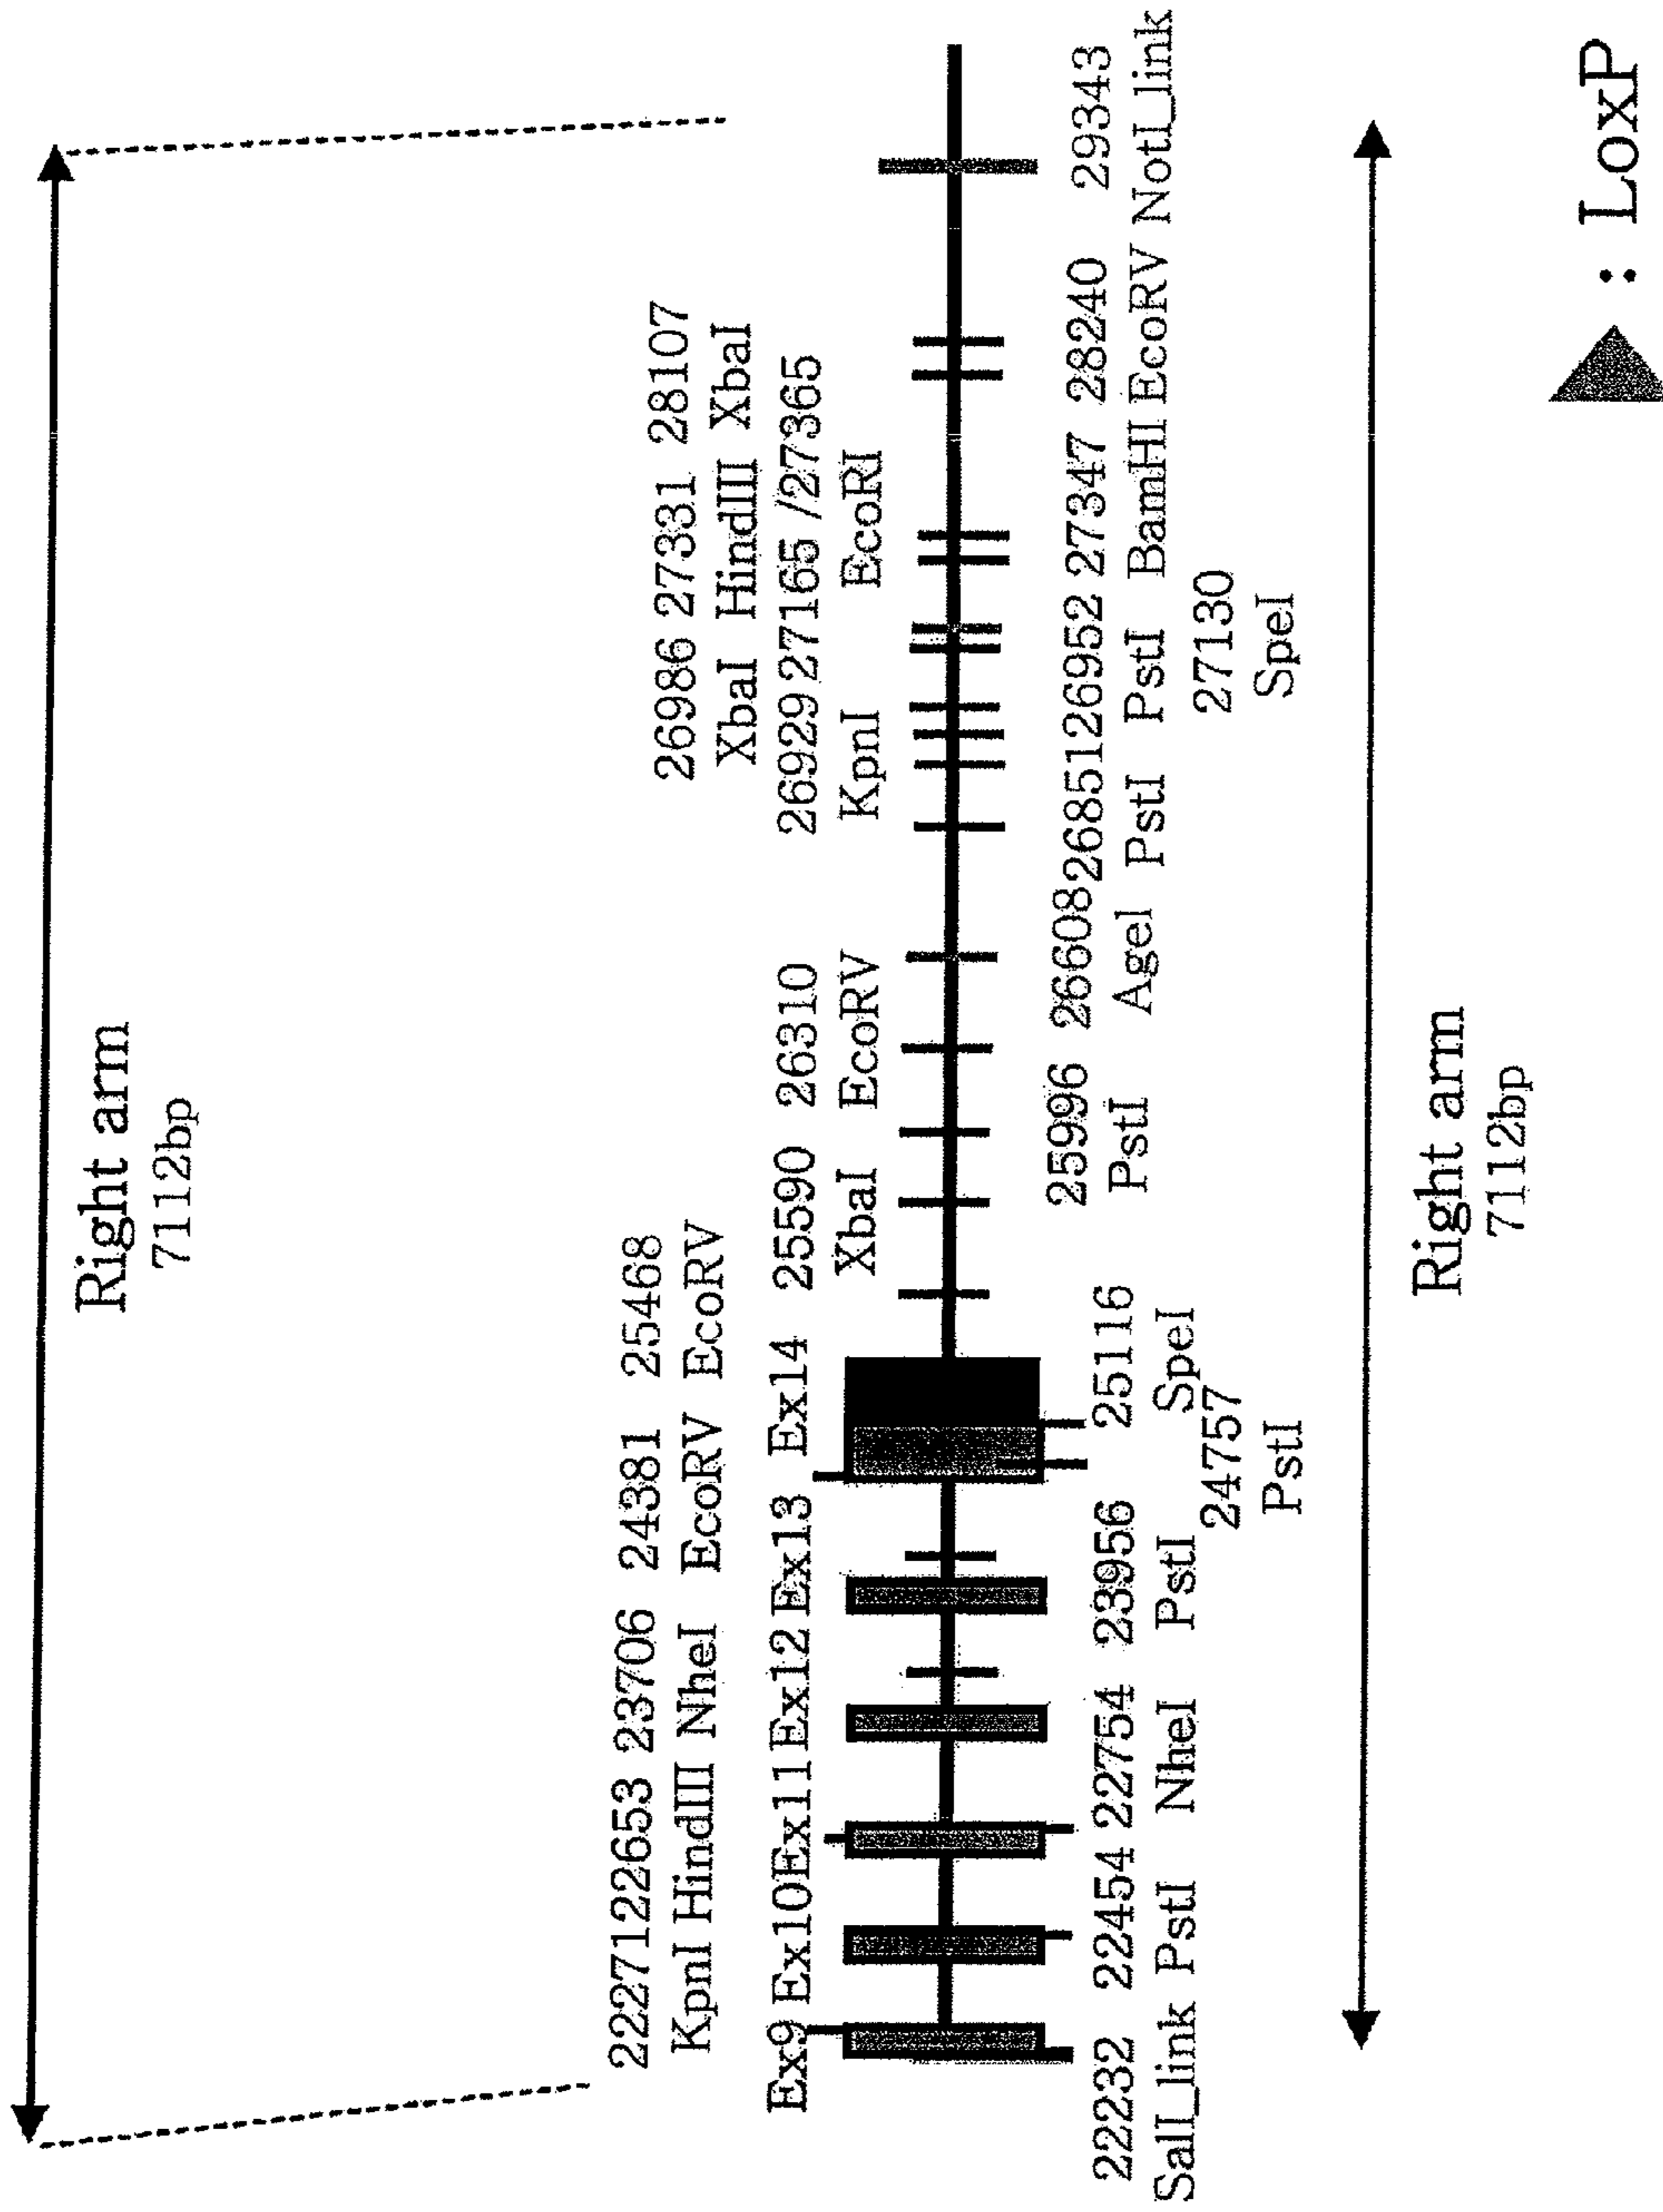 Right arm
7112bp
26986 27331 28107
XbaI HindIII XbaI
22271 22653 23706 24381 25468
KpnI HindIII NheI EcoRV EcoRV
25590 26310 26929 27165 /27365
XbaI EcoRV KpnI EcoRI
Ex9 Ex10 Ex11 Ex12 Ex13 Ex14
22232 22454 22754 23956 25116 25996 26608 26851 26952 27347 28240 29343
SalI_link PstI NheI PstI SpeI PstI AgeI PstI PstI BamHI EcoRV NotI_link
24757 27130
PstI SpeI
Right arm
7112bp
: LoxP